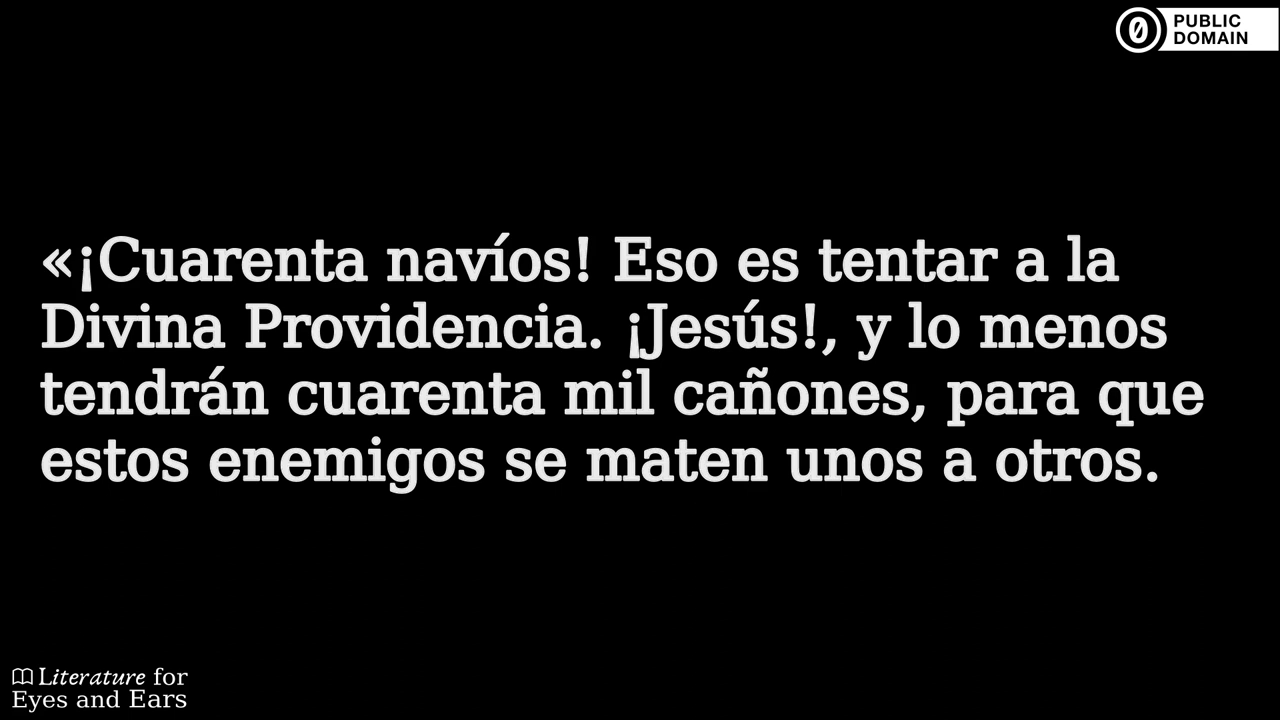 PUBLIC
DOMAIN
«¡Cuarenta navíos! Eso es tentar a la
Divina Providencia. ¡Jesús!, y lo menos
tendrán cuarenta mil cañones, para que
estos enemigos se maten unos a otros.
Literature for
Eyes and Ears